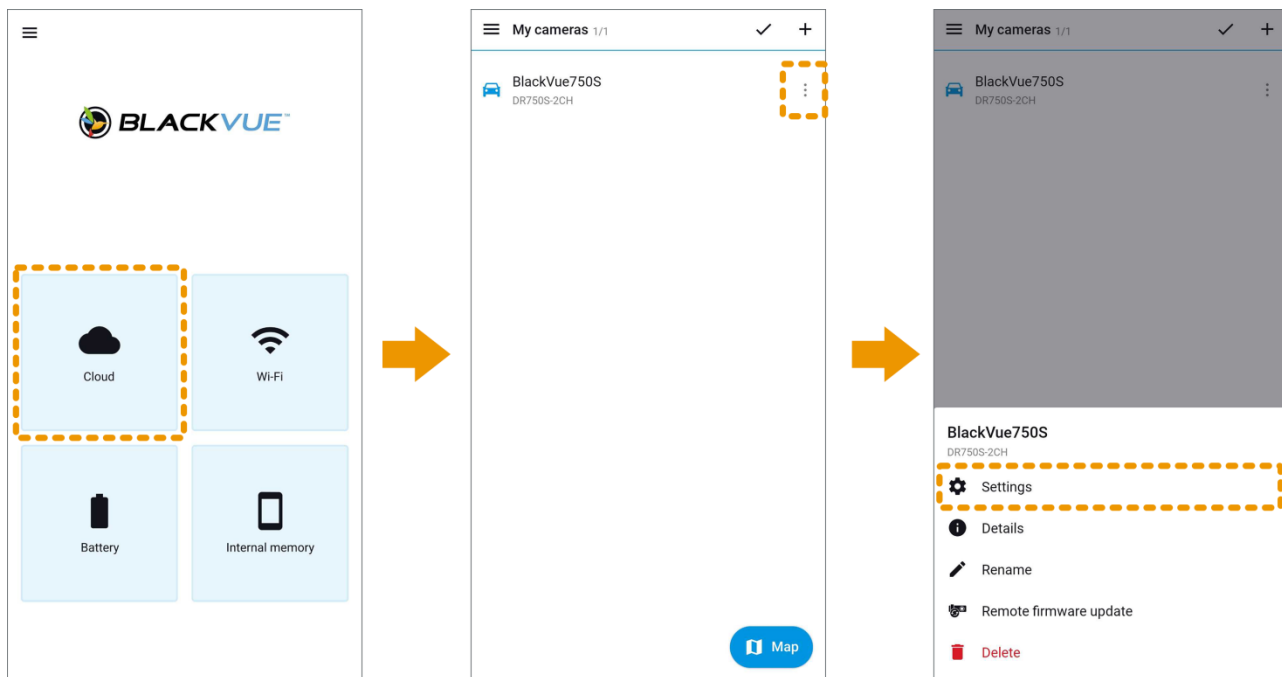 BLACKVUE™
Cloud
Wi-Fi
Battery
Internal memory
My cameras 1/1
BlackVue750S
DR750S-2CH
Map
My cameras 1/1
BlackVue750S
DR750S-2CH
BlackVue750S
DR750S-2CH
Settings
Details
Rename
Remote firmware update
Delete